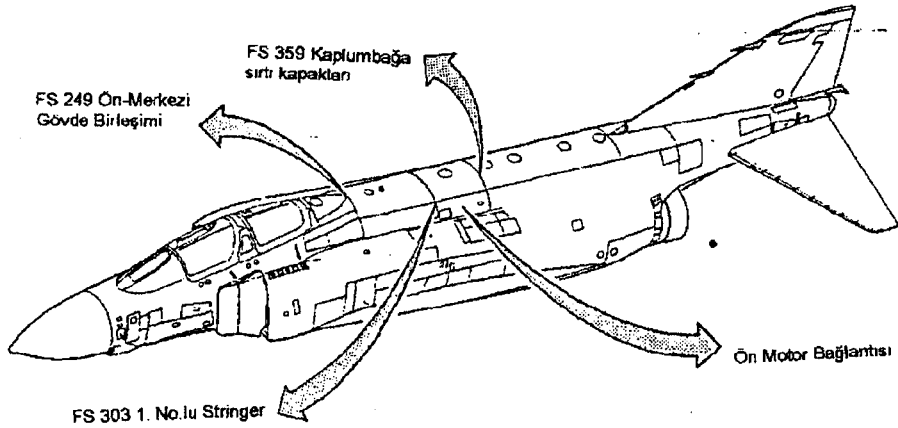 FS 359 Kaplumbağa
sırtı kapakları
FS 249 Ön-Merkezi
Gövde Birleşimi
Ön Motor Bağlantısı
FS 303 1. No.lu Stringer